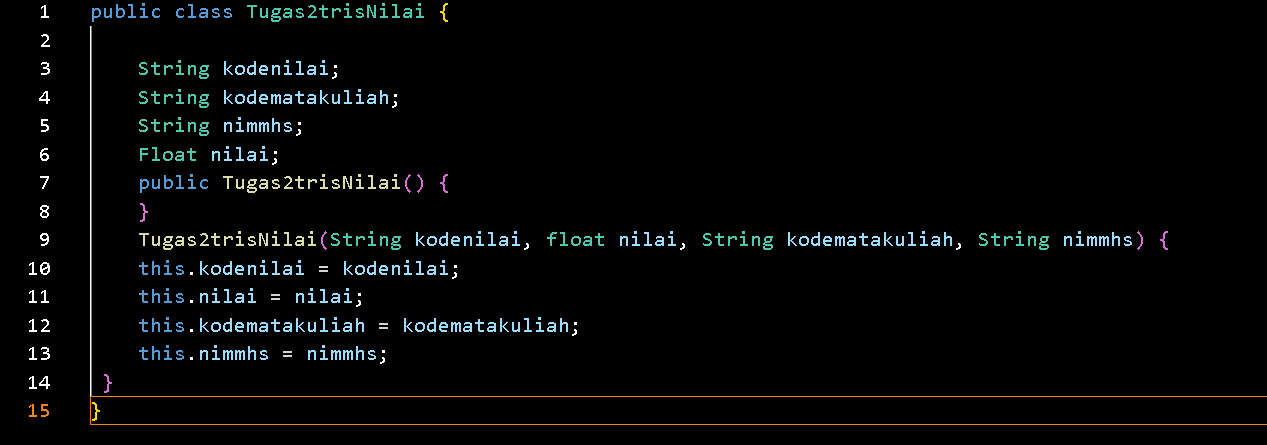 1 public class Tugas2trisNilai {
2
3 String kodenilai;
4 String kodematakuliah;
5 String nimmhs;
6 Float nilai;
7 public Tugas2trisNilai() {
8 }
9 Tugas2trisNilai(String kodenilai, float nilai, String kodematakuliah, String nimmhs) {
10 this.kodenilai = kodenilai;
11 this.nilai = nilai;
12 this.kodematakuliah = kodematakuliah;
13 this.nimmhs = nimmhs;
14 }
15 }